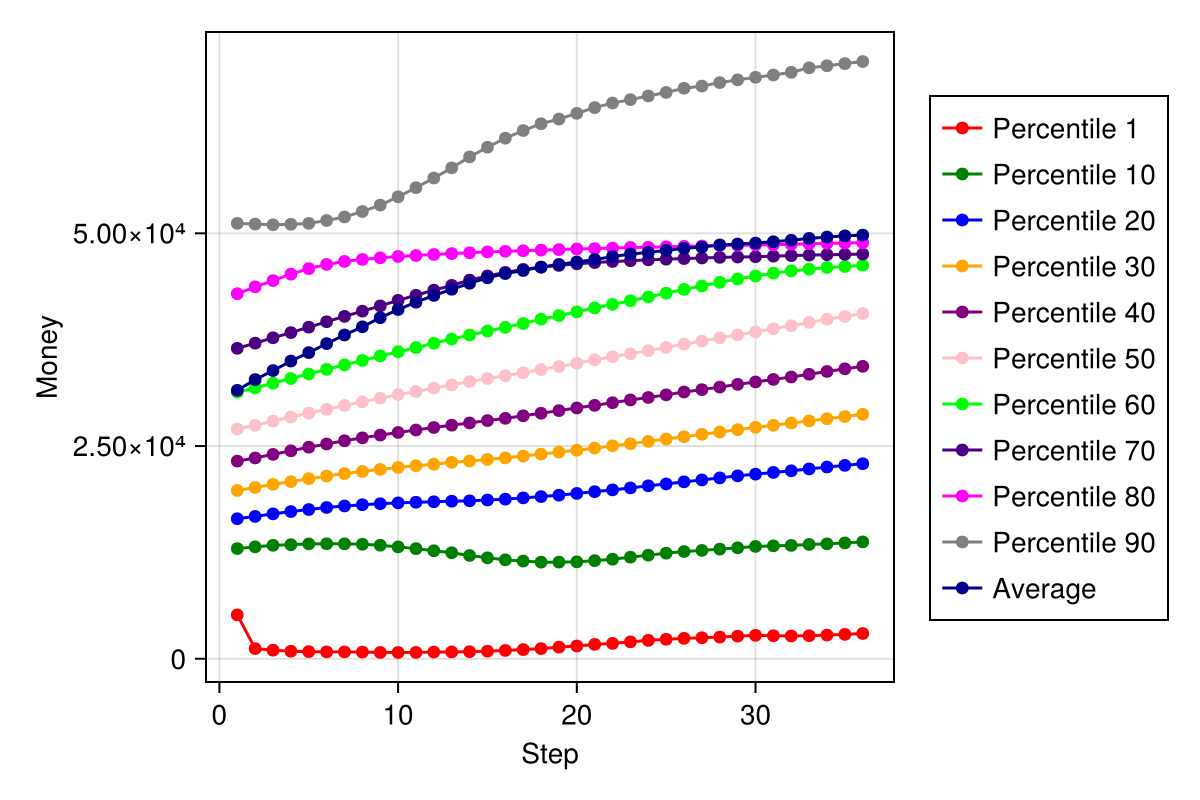 5.00×10⁴
2.50×10⁴
0
Money
0 10 20 30
Step
Percentile 1
Percentile 10
Percentile 20
Percentile 30
Percentile 40
Percentile 50
Percentile 60
Percentile 70
Percentile 80
Percentile 90
Average